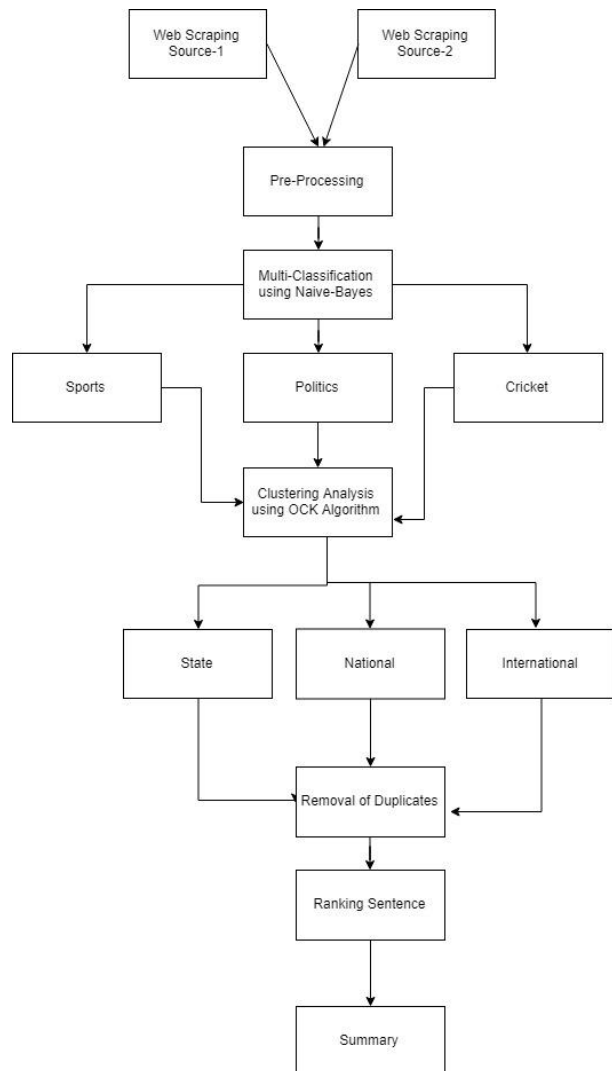 Web Scraping
Source-1
Web Scraping
Source-2
Pre-Processing
Multi-Classification
using Naive-Bayes
Sports
Politics
Cricket
Clustering Analysis
using OCK Algorithm
State
National
International
Removal of Duplicates
Ranking Sentence
Summary